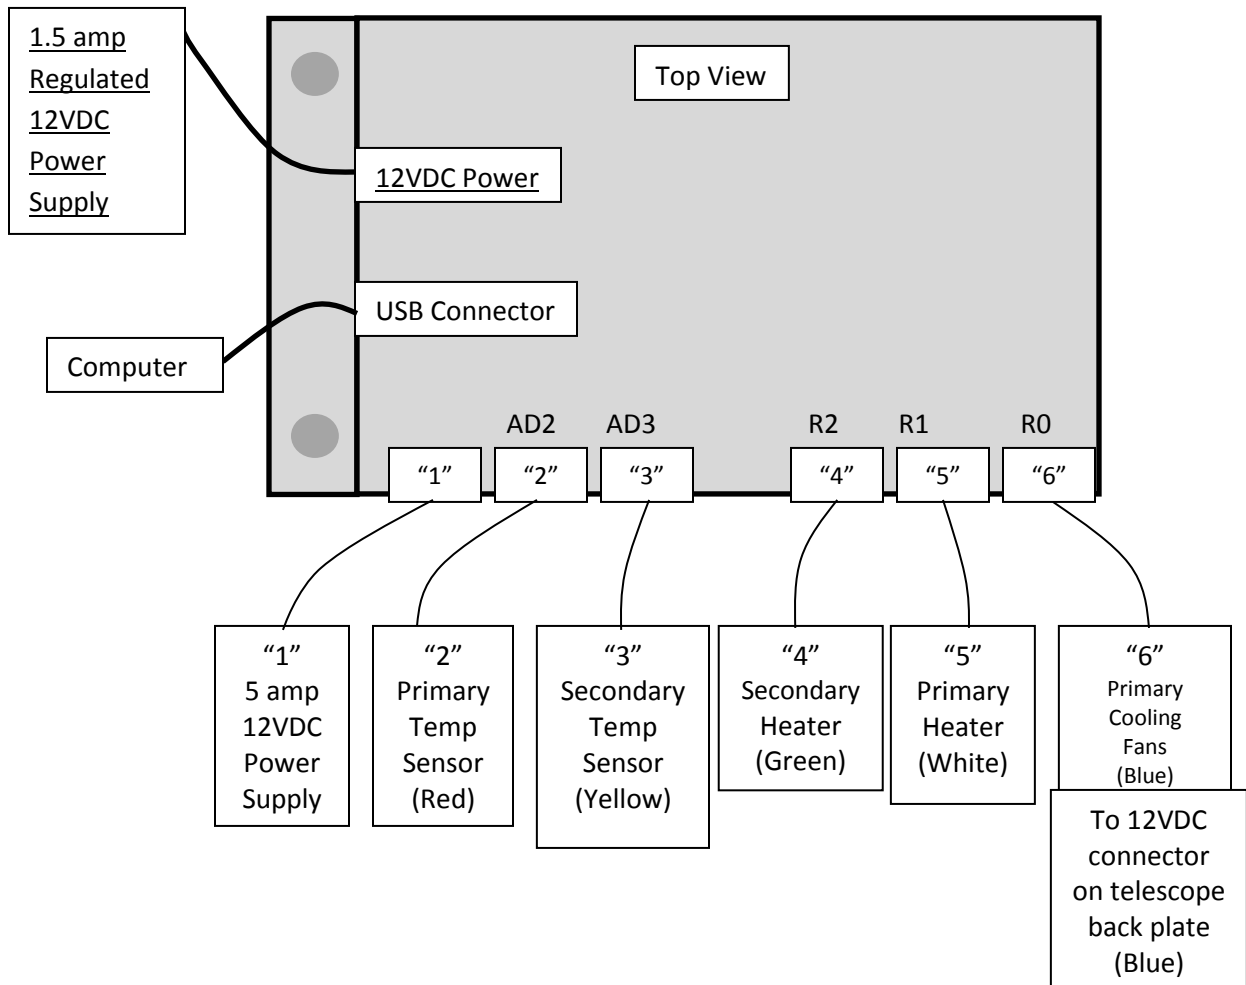 1.5 amp
Regulated
12VDC
Power
Supply
Top View
12VDC Power
USB Connector
Computer
AD2
AD3
R2
R1
R0
“1”
“2”
“3”
“4”
“5”
“6”
“1”
5 amp
12VDC
Power
Supply
“2”
Primary
Temp
Sensor
(Red)
“3”
Secondary
Temp
Sensor
(Yellow)
“4”
Secondary
Heater
(Green)
“5”
Primary
Heater
(White)
“6”
Primary
Cooling
Fans
(Blue)
To 12VDC
connector
on telescope
back plate
(Blue)